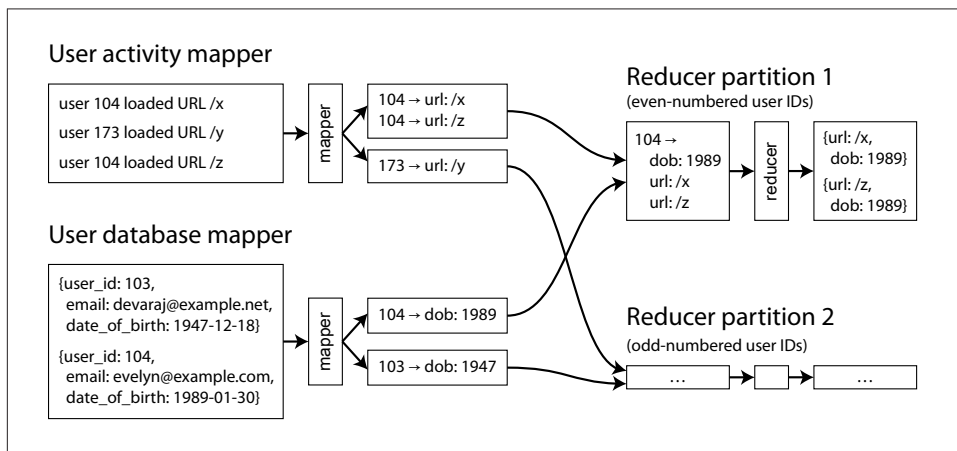 User activity mapper
user 104 loaded URL /x
user 173 loaded URL /y
user 104 loaded URL /z
mapper
104 → url: /x
104 → url: /z
173 → url: /y
User database mapper
{user_id: 103,
email: devaraj@example.net,
date_of_birth: 1947-12-18}
{user_id: 104,
email: evelyn@example.com,
date_of_birth: 1989-01-30}
mapper
104 → dob: 1989
103 → dob: 1947
Reducer partition 1
(even-numbered user IDs)
104 →
dob: 1989
url: /x
url: /z
reducer
{url: /x,
dob: 1989}
{url: /z,
dob: 1989}
Reducer partition 2
(odd-numbered user IDs)
...
...